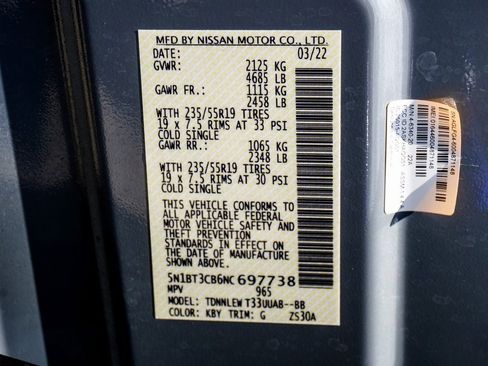 MFD BY NISSAN MOTOR CO., LTD.
DATE: 03/22
GVWR: 2125 KG
4685 LB
GAWR FR.: 1115 KG
2458 LB
WITH 235/55R19 TIRES
19 x 7.5 RIMS AT 33 PSI
COLD SINGLE
GAWR RR.: 1065 KG
2348 LB
WITH 235/55R19 TIRES
19 x 7.5 RIMS AT 30 PSI
COLD SINGLE
THIS VEHICLE CONFORMS TO
ALL APPLICABLE FEDERAL
MOTOR VEHICLE SAFETY AND
THEFT PREVENTION
STANDARDS IN EFFECT ON
THE DATE OF MANUFACTURE
SHOWN ABOVE.
5N1BT3CB6NC697738
MPV 965
MODEL: TDNNLEW T33UUAB--BB
COLOR: KBY TRIM: G ZS30A